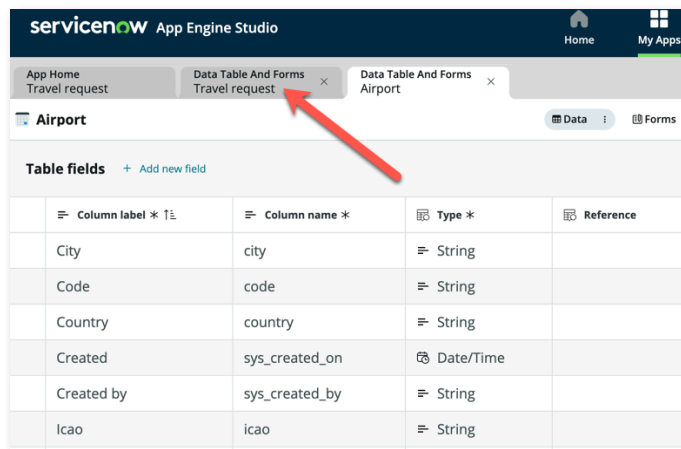 servicenow App Engine Studio
Home
My Apps
App Home
Travel request
Data Table And Forms
Travel request
Data Table And Forms
Airport
Airport
Data
Forms
Table fields + Add new field
Column label * Column name * Type * Reference
City city String
Code code String
Country country String
Created sys_created_on Date/Time
Created by sys_created_by String
Icao icao String